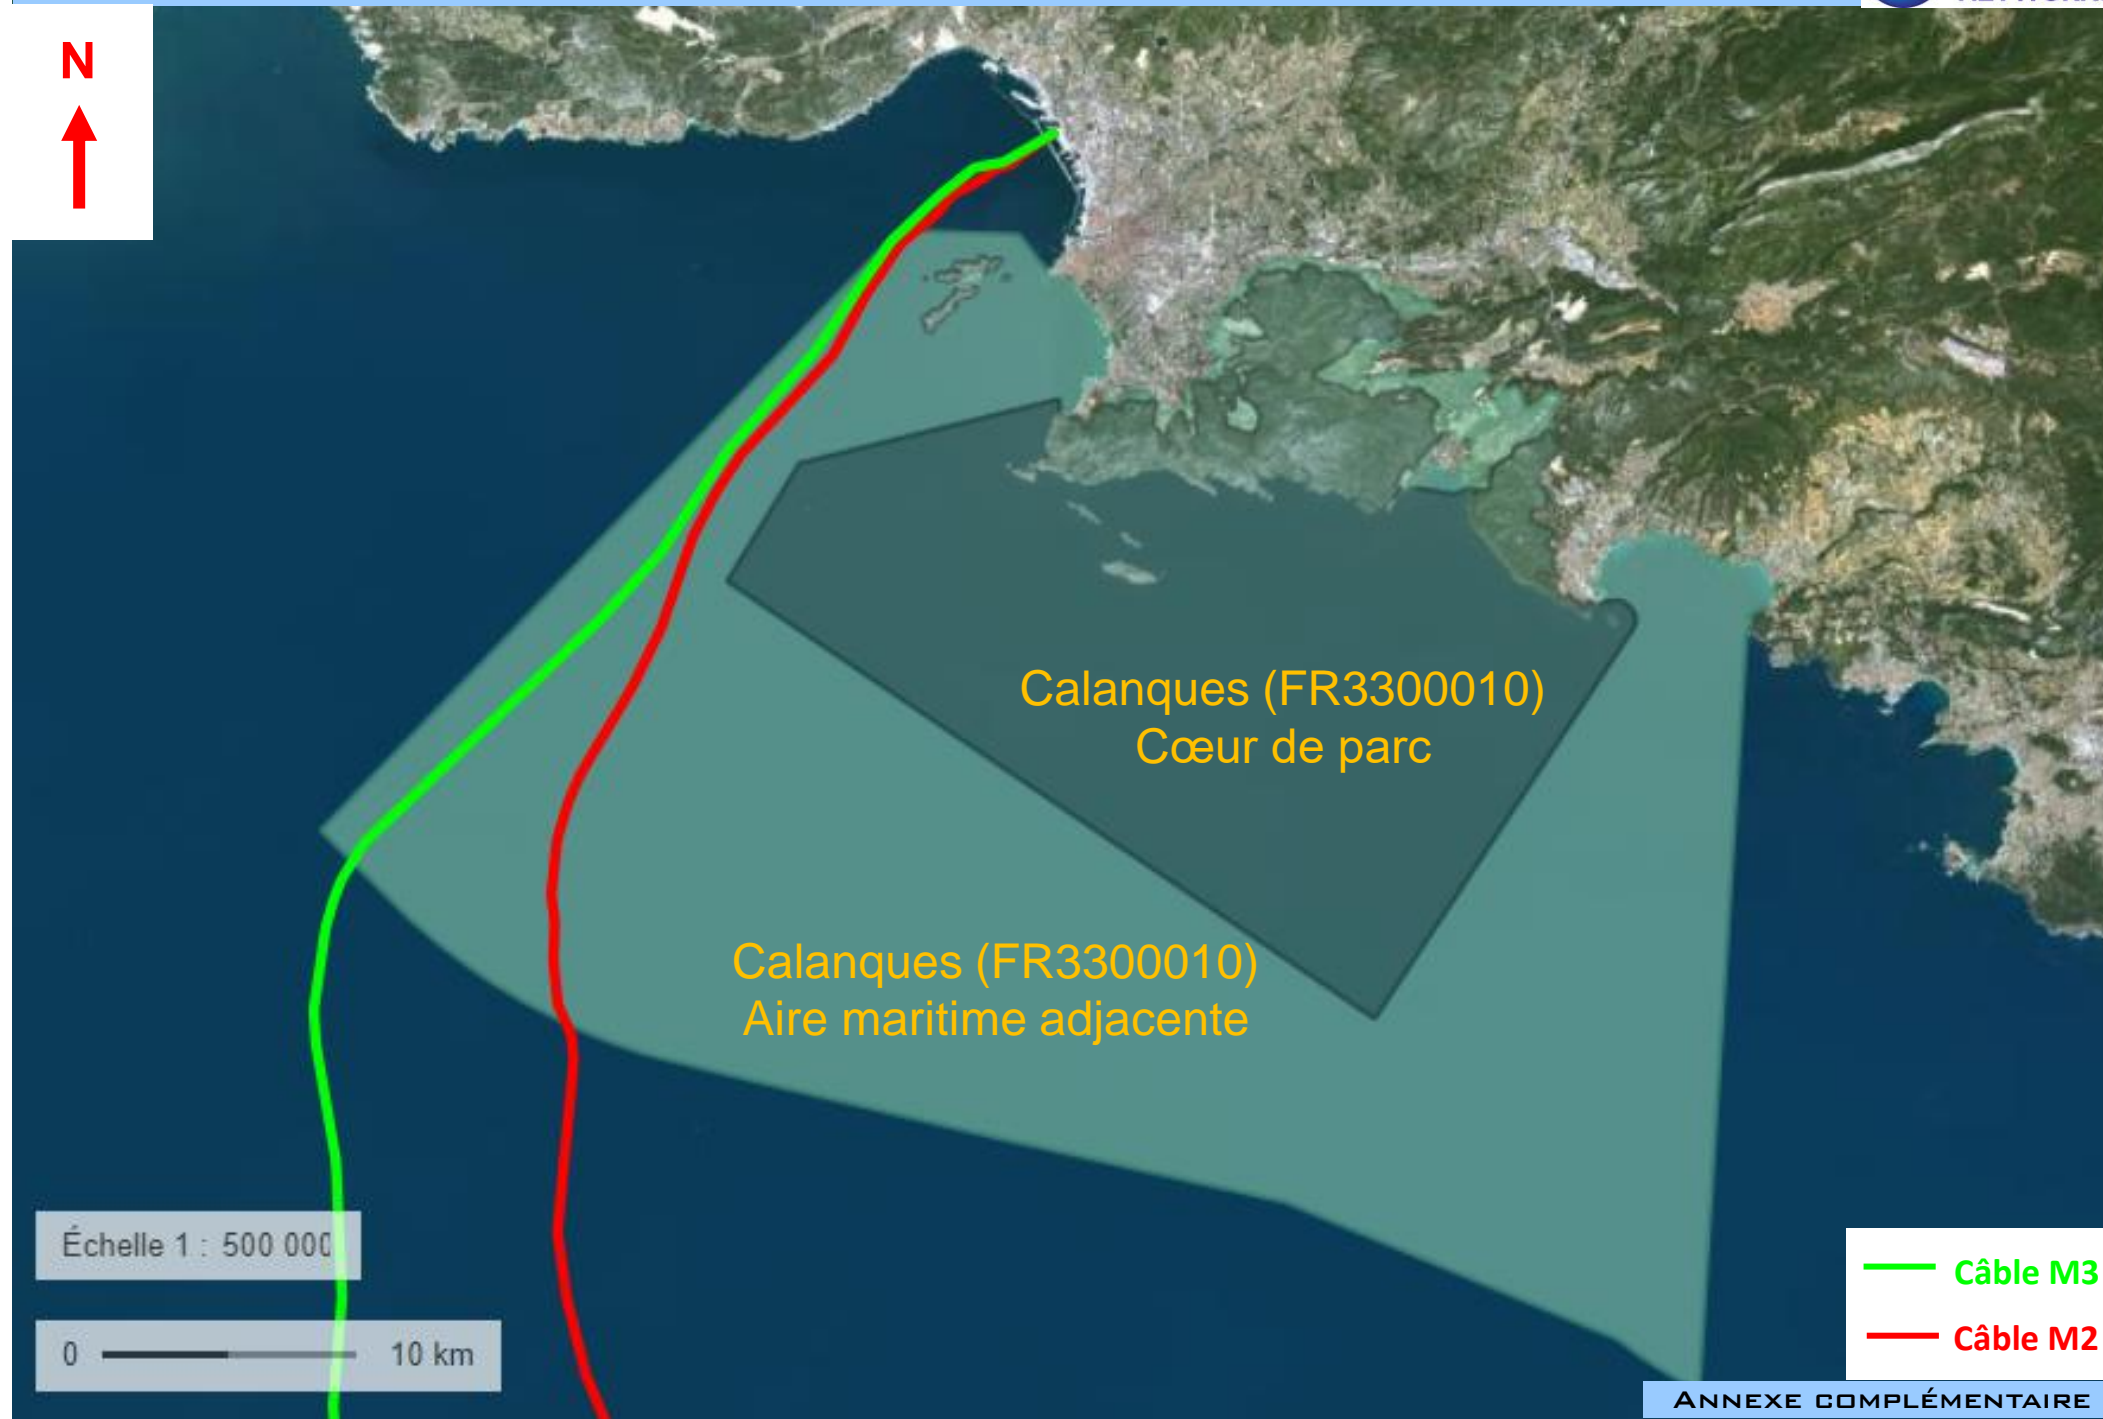 N
Calanques (FR3300010)
Cœur de parc
Calanques (FR3300010)
Aire maritime adjacente
Échelle 1 : 500 000
0 10 km
Câble M3
Câble M2
ANNEXE COMPLÉMENTAIRE